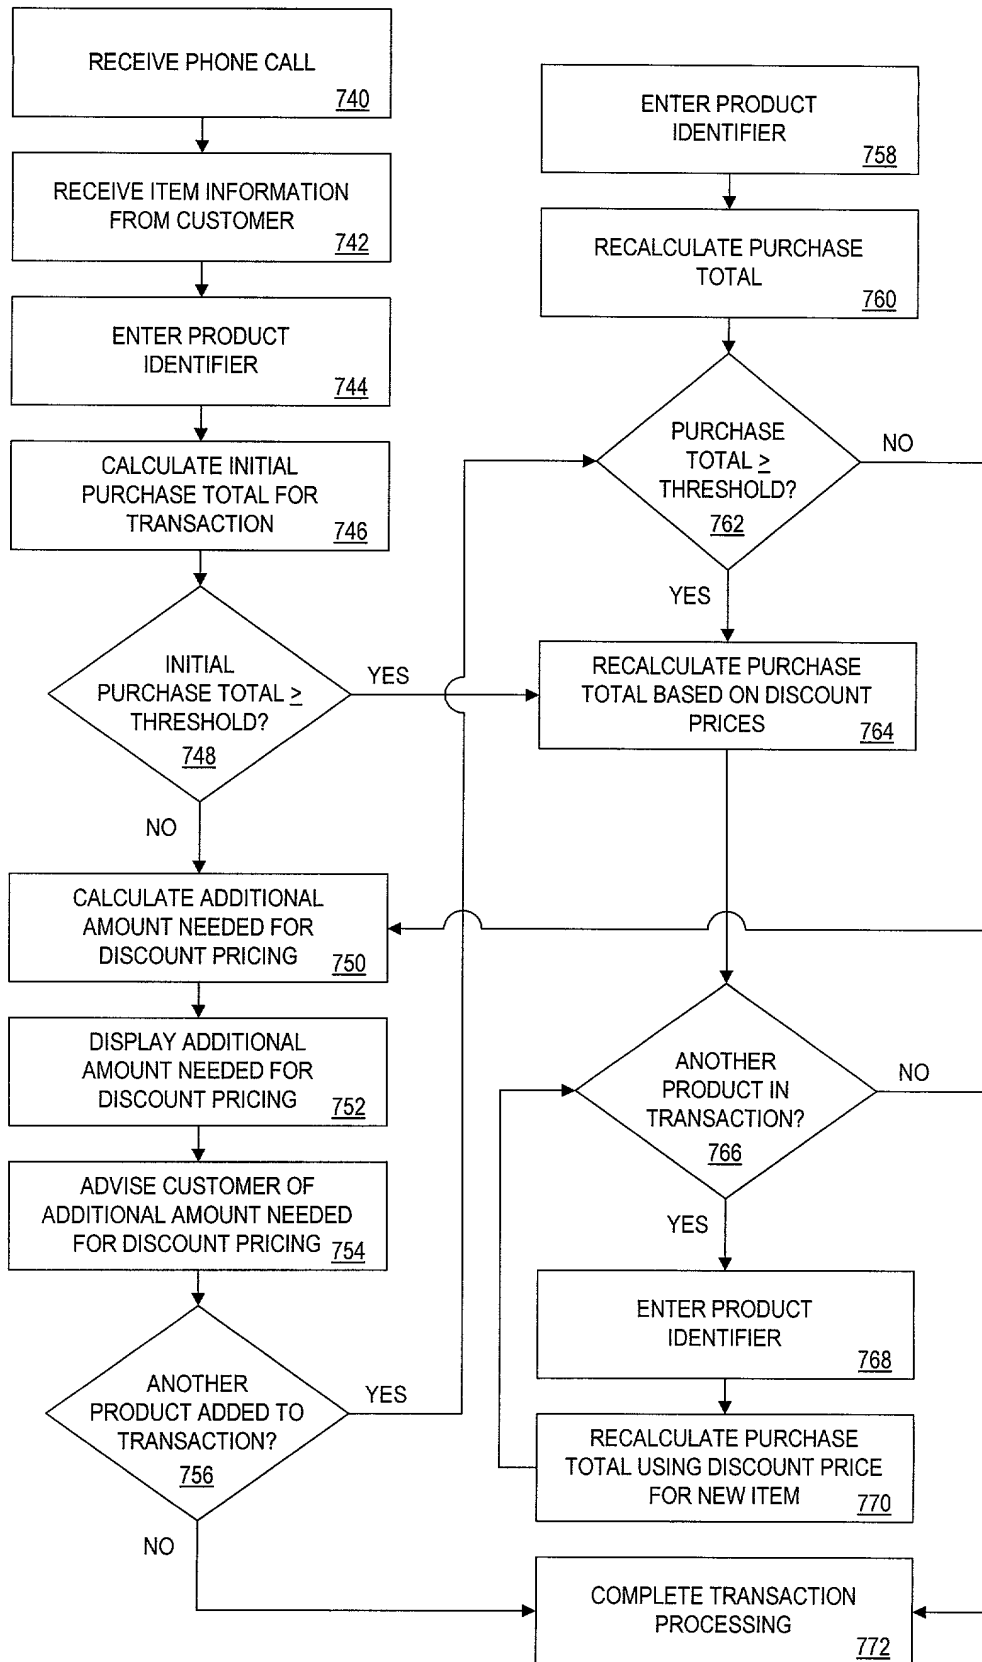 RECEIVE PHONE CALL
740
RECEIVE ITEM INFORMATION
FROM CUSTOMER
742
ENTER PRODUCT
IDENTIFIER
744
CALCULATE INITIAL
PURCHASE TOTAL FOR
TRANSACTION
746
INITIAL
PURCHASE TOTAL ≥
THRESHOLD?
748
YES
NO
CALCULATE ADDITIONAL
AMOUNT NEEDED FOR
DISCOUNT PRICING
750
DISPLAY ADDITIONAL
AMOUNT NEEDED FOR
DISCOUNT PRICING
752
ADVISE CUSTOMER OF
ADDITIONAL AMOUNT NEEDED
FOR DISCOUNT PRICING
754
ANOTHER
PRODUCT ADDED TO
TRANSACTION?
756
YES
NO
ENTER PRODUCT
IDENTIFIER
758
RECALCULATE PURCHASE
TOTAL
760
PURCHASE
TOTAL ≥
THRESHOLD?
762
NO
YES
RECALCULATE PURCHASE
TOTAL BASED ON DISCOUNT
PRICES
764
ANOTHER
PRODUCT IN
TRANSACTION?
766
NO
YES
ENTER PRODUCT
IDENTIFIER
768
RECALCULATE PURCHASE
TOTAL USING DISCOUNT PRICE
FOR NEW ITEM
770
COMPLETE TRANSACTION
PROCESSING
772